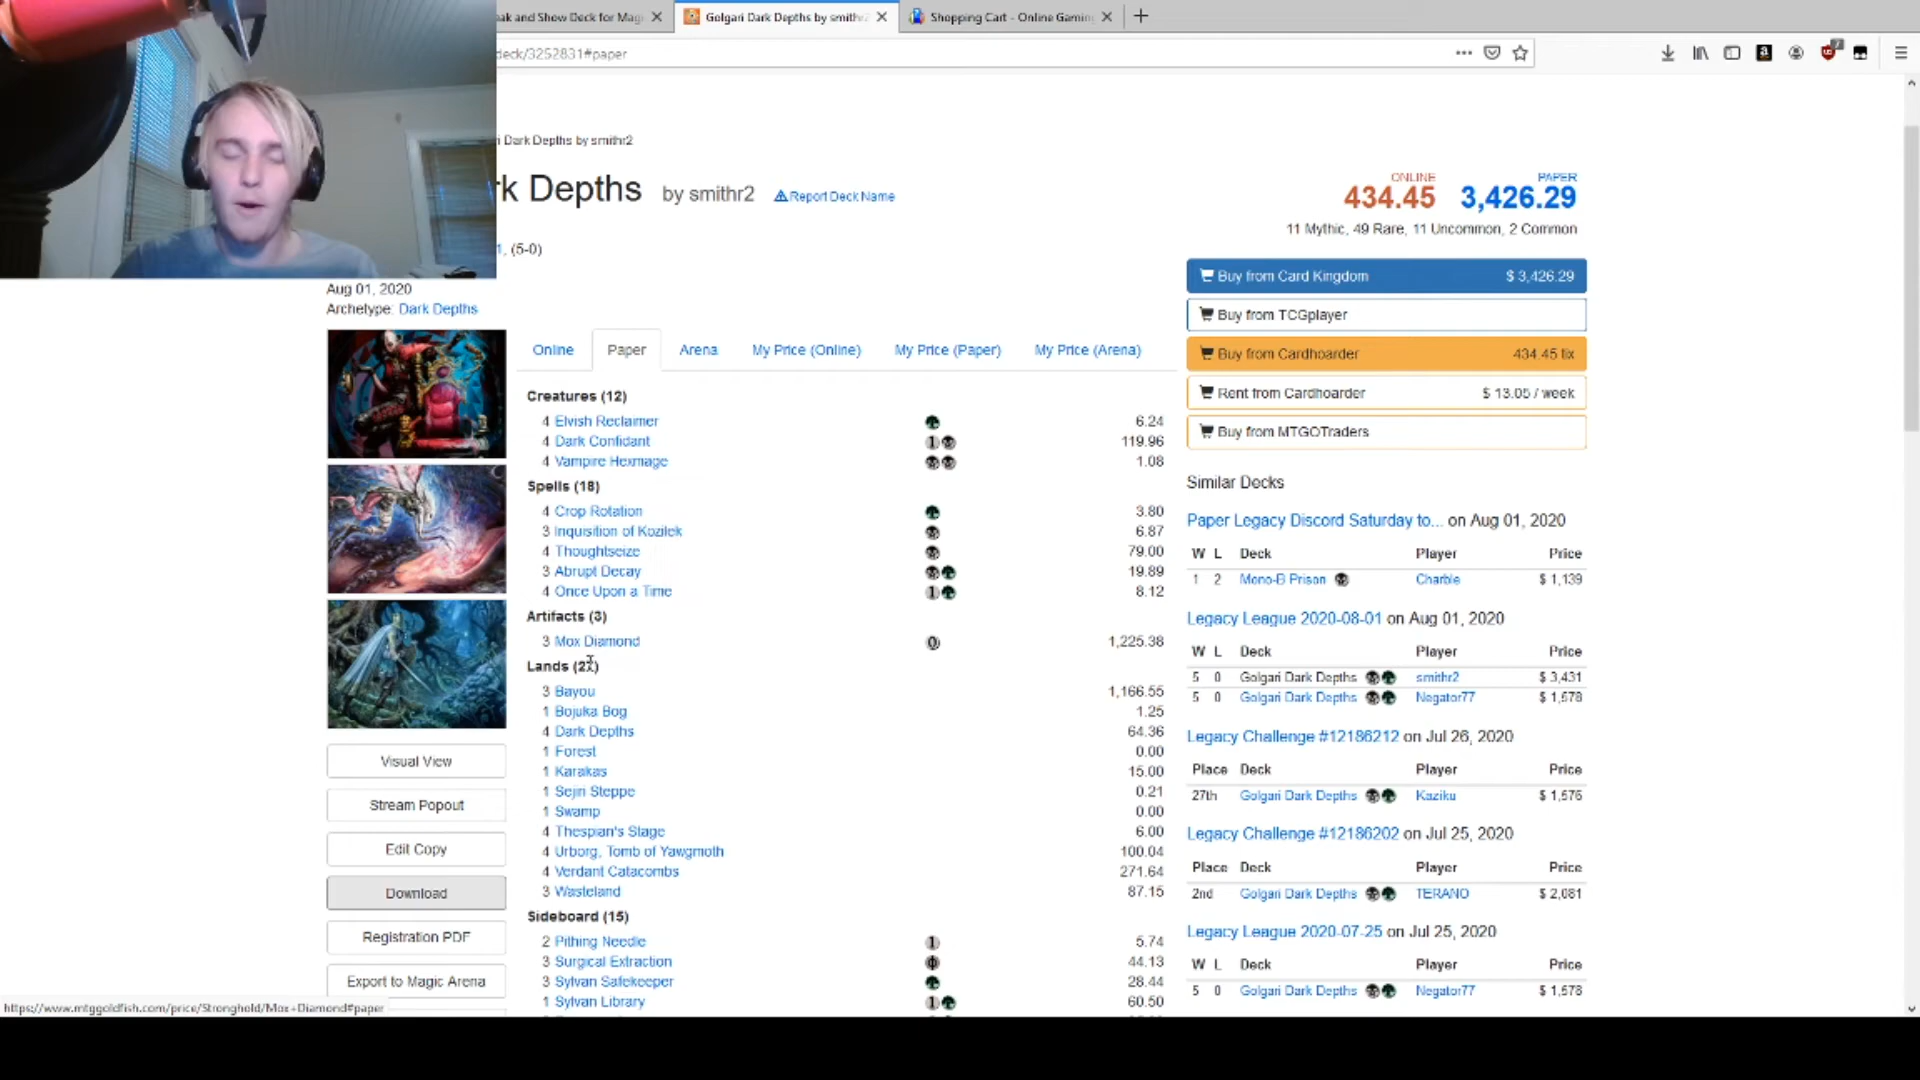 ak and Show Deck for Mag
Golgari Dark Depths by smithr2
Shopping Cart - Online Gaming
deck/3252831#paper
Dark Depths by smithr2
rk Depths by smithr2 Report Deck Name
ONLINE PAPER
434.45 3,426.29
11 Mythic, 49 Rare, 11 Uncommon, 2 Common
1, (5-0)
Aug 01, 2020
Archetype: Dark Depths
Visual View
Stream Popout
Edit Copy
Download
Registration PDF
Export to Magic Arena
Online Paper Arena My Price (Online) My Price (Paper) My Price (Arena)
Creatures (12)
4 Elvish Reclaimer 6.24
4 Dark Confidant 1 119.96
4 Vampire Hexmage 1.08
Spells (18)
4 Crop Rotation 3.80
3 Inquisition of Kozilek 6.87
4 Thoughtseize 79.00
3 Abrupt Decay 19.89
4 Once Upon a Time 1 8.12
Artifacts (3)
3 Mox Diamond 0 1,225.38
Lands
3 Bayou 1,166.55
1 Bojuka Bog 1.25
4 Dark Depths 64.36
1 Forest 0.00
1 Karakas 15.00
1 Sejiri Steppe 0.21
1 Swamp 0.00
4 Thespian's Stage 6.00
4 Urborg, Tomb of Yawgmoth 100.04
4 Verdant Catacombs 271.64
3 Wasteland 87.15
Sideboard (15)
2 Pithing Needle 1 5.74
3 Surgical Extraction 44.13
3 Sylvan Safekeeper 28.44
1 Sylvan Library 1 60.50
Buy from Card Kingdom $ 3,426.29
Buy from TCGplayer
Buy from Cardhoarder 434.45 tix
Rent from Cardhoarder $ 13.05 / week
Buy from MTGOTraders
Similar Decks
Paper Legacy Discord Saturday to... on Aug 01, 2020
W L Deck Player Price
1 2 Mono-B Prison Charble $ 1,139
Legacy League 2020-08-01 on Aug 01, 2020
W L Deck Player Price
5 0 Golgari Dark Depths smithr2 $ 3,431
5 0 Golgari Dark Depths Negator77 $ 1,578
Legacy Challenge #12186212 on Jul 26, 2020
Place Deck Player Price
27th Golgari Dark Depths Kaziku $ 1,576
Legacy Challenge #12186202 on Jul 25, 2020
Place Deck Player Price
2nd Golgari Dark Depths TERANO $ 2,081
Legacy League 2020-07-25 on Jul 25, 2020
W L Deck Player Price
5 0 Golgari Dark Depths Negator77 $ 1,578
https://www.mtggoldfish.com/price/Stronghold/Mox+Diamond#paper